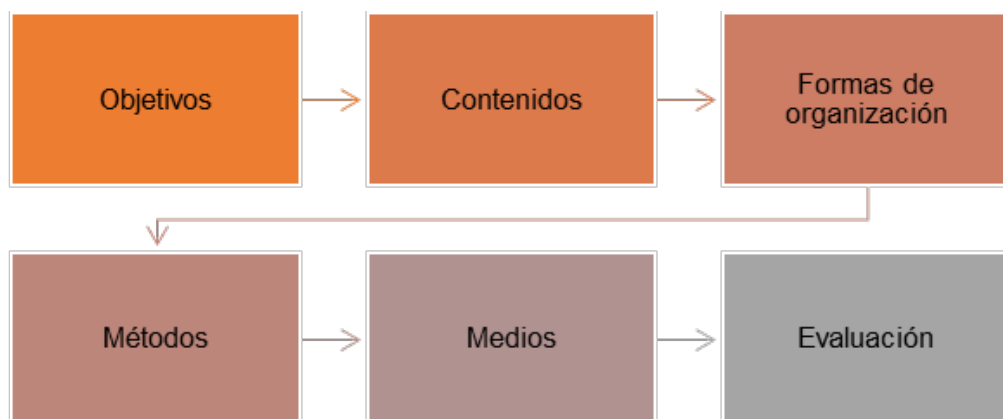 Objetivos
Contenidos
Formas de
organización
Métodos
Medios
Evaluación